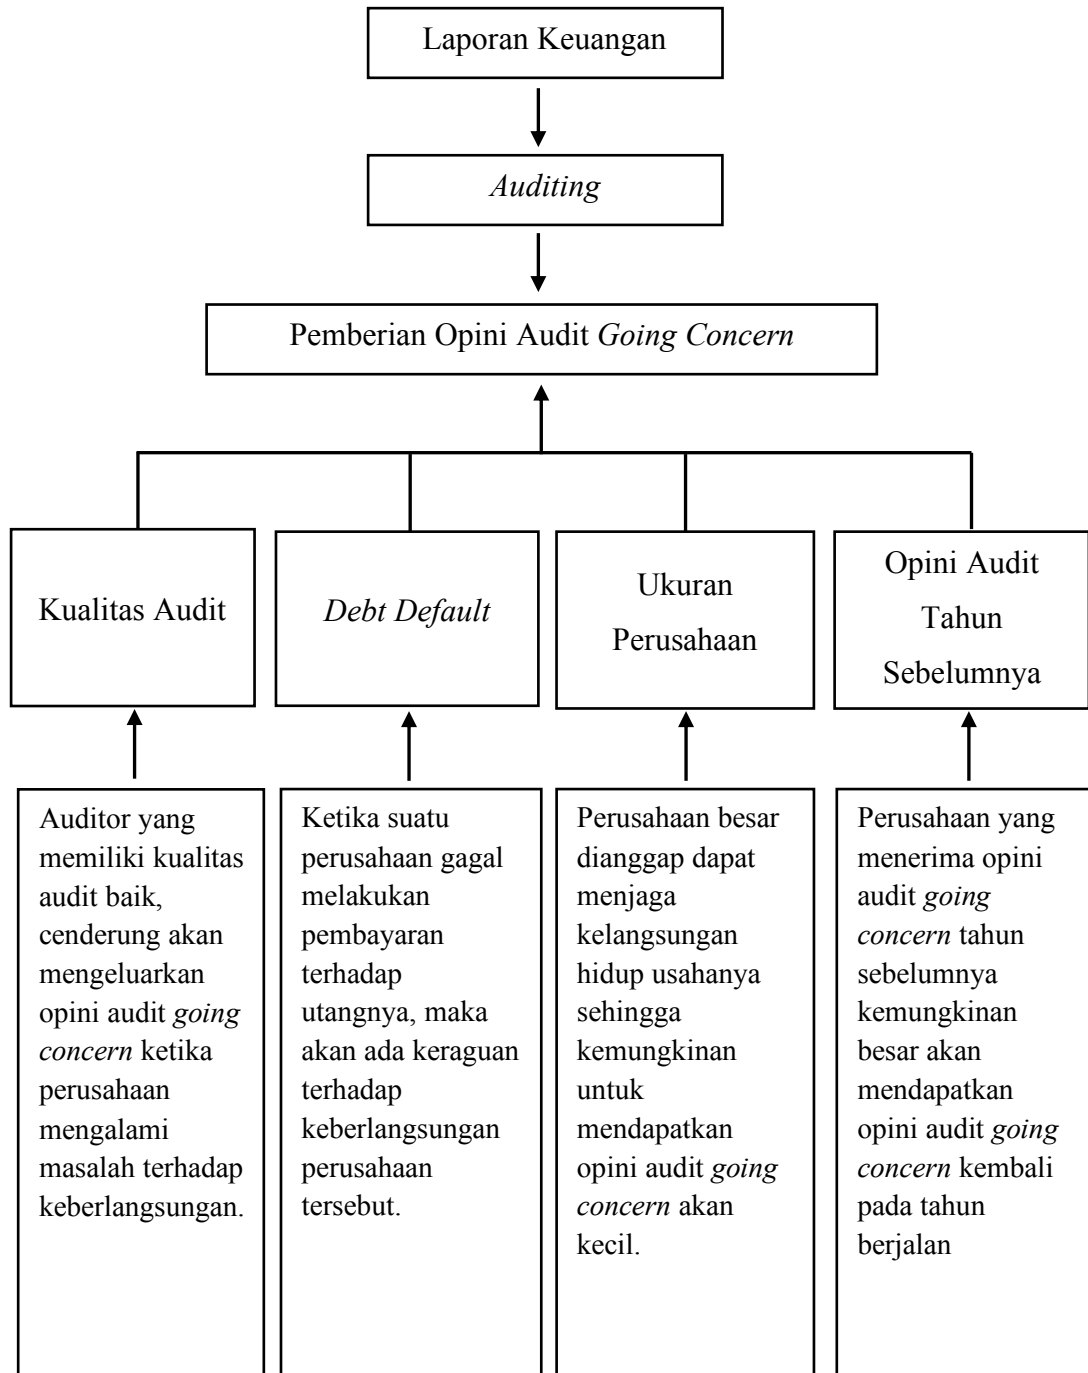 Laporan Keuangan
Auditing
Pemberian Opini Audit Going Concern
Kualitas Audit
Debt Default
Ukuran
Perusahaan
Opini Audit
Tahun
Sebelumnya
Auditor yang
memiliki kualitas
audit baik,
cenderung akan
mengeluarkan
opini audit going
concern ketika
perusahaan
mengalami
masalah terhadap
keberlangsungan.
Ketika suatu
perusahaan gagal
melakukan
pembayaran
terhadap
utangnya, maka
akan ada keraguan
terhadap
keberlangsungan
perusahaan
tersebut.
Perusahaan besar
dianggap dapat
menjaga
kelangsungan
hidup usahanya
sehingga
kemungkinan
untuk
mendapatkan
opini audit going
concern akan
kecil.
Perusahaan yang
menerima opini
audit going
concern tahun
sebelumnya
kemungkinan
besar akan
mendapatkan
opini audit going
concern kembali
pada tahun
berjalan